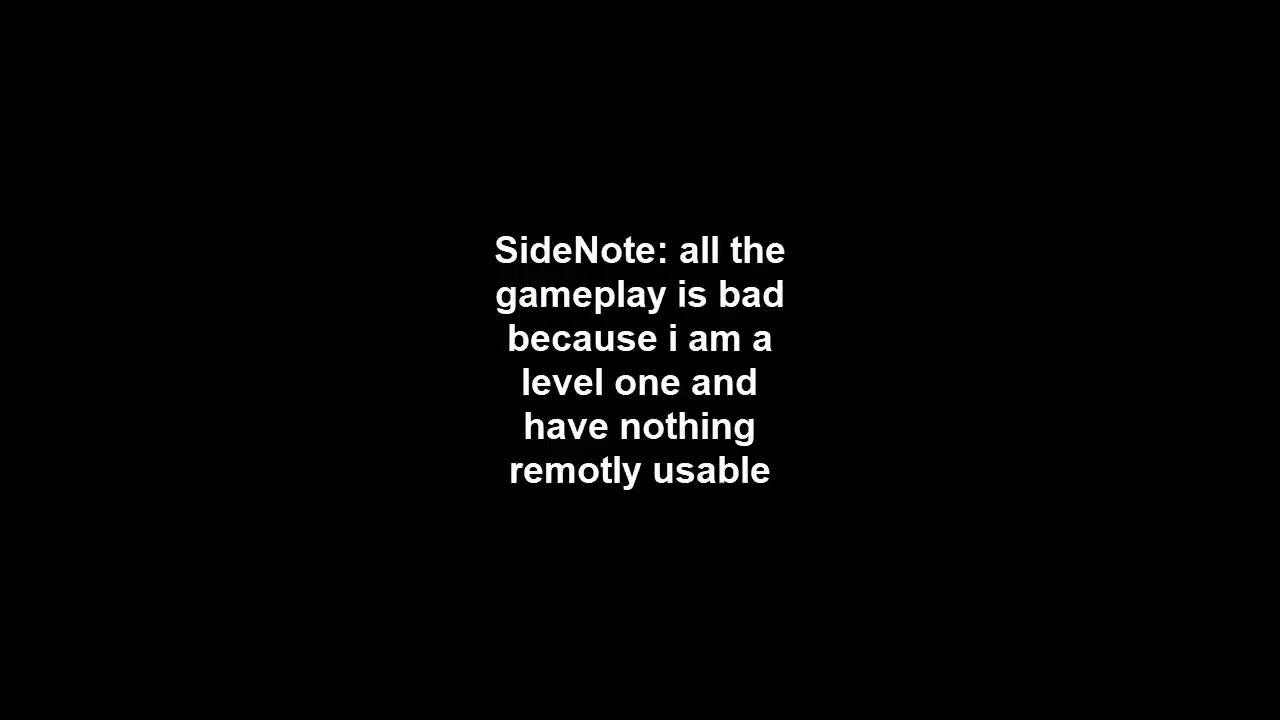 SideNote: all the
gameplay is bad
because i am a
level one and
have nothing
remotly usable